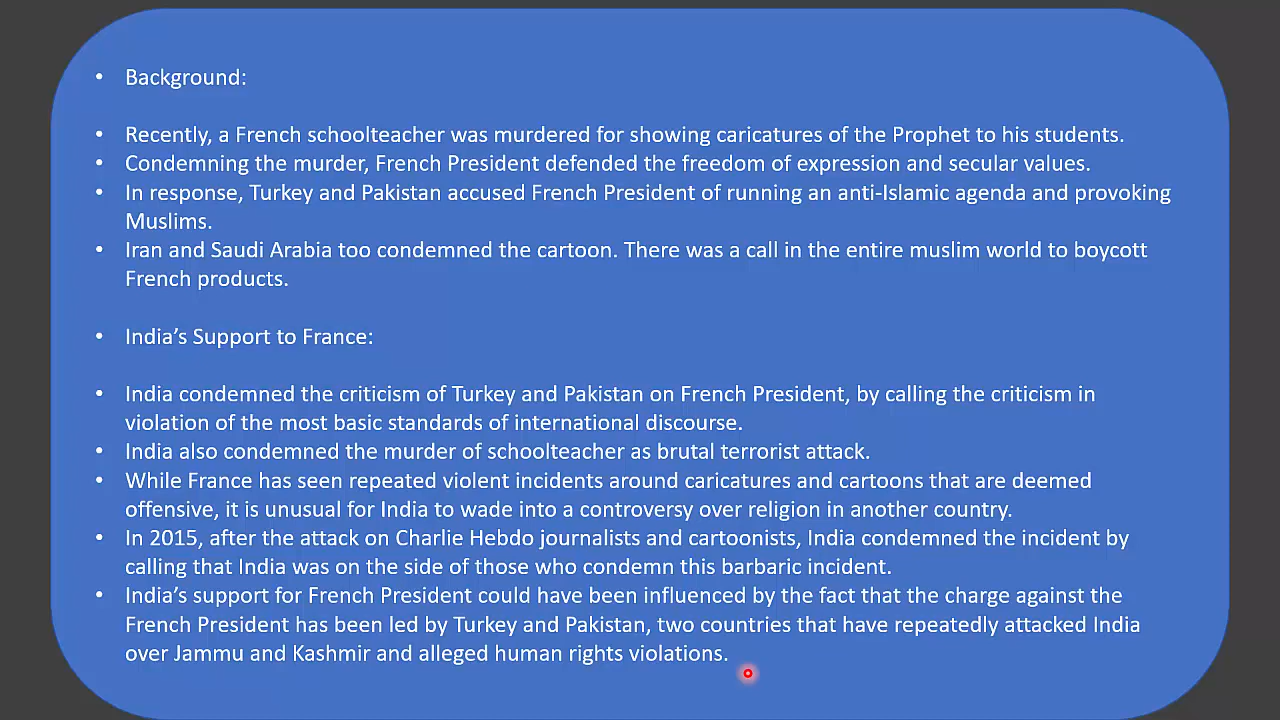 • Background:
• Recently, a French schoolteacher was murdered for showing caricatures of the Prophet to his students.
• Condemning the murder, French President defended the freedom of expression and secular values.
• In response, Turkey and Pakistan accused French President of running an anti-Islamic agenda and provoking
Muslims.
• Iran and Saudi Arabia too condemned the cartoon. There was a call in the entire muslim world to boycott
French products.
• India’s Support to France:
• India condemned the criticism of Turkey and Pakistan on French President, by calling the criticism in
violation of the most basic standards of international discourse.
• India also condemned the murder of schoolteacher as brutal terrorist attack.
• While France has seen repeated violent incidents around caricatures and cartoons that are deemed
offensive, it is unusual for India to wade into a controversy over religion in another country.
• In 2015, after the attack on Charlie Hebdo journalists and cartoonists, India condemned the incident by
calling that India was on the side of those who condemn this barbaric incident.
• India’s support for French President could have been influenced by the fact that the charge against the
French President has been led by Turkey and Pakistan, two countries that have repeatedly attacked India
over Jammu and Kashmir and alleged human rights violations.